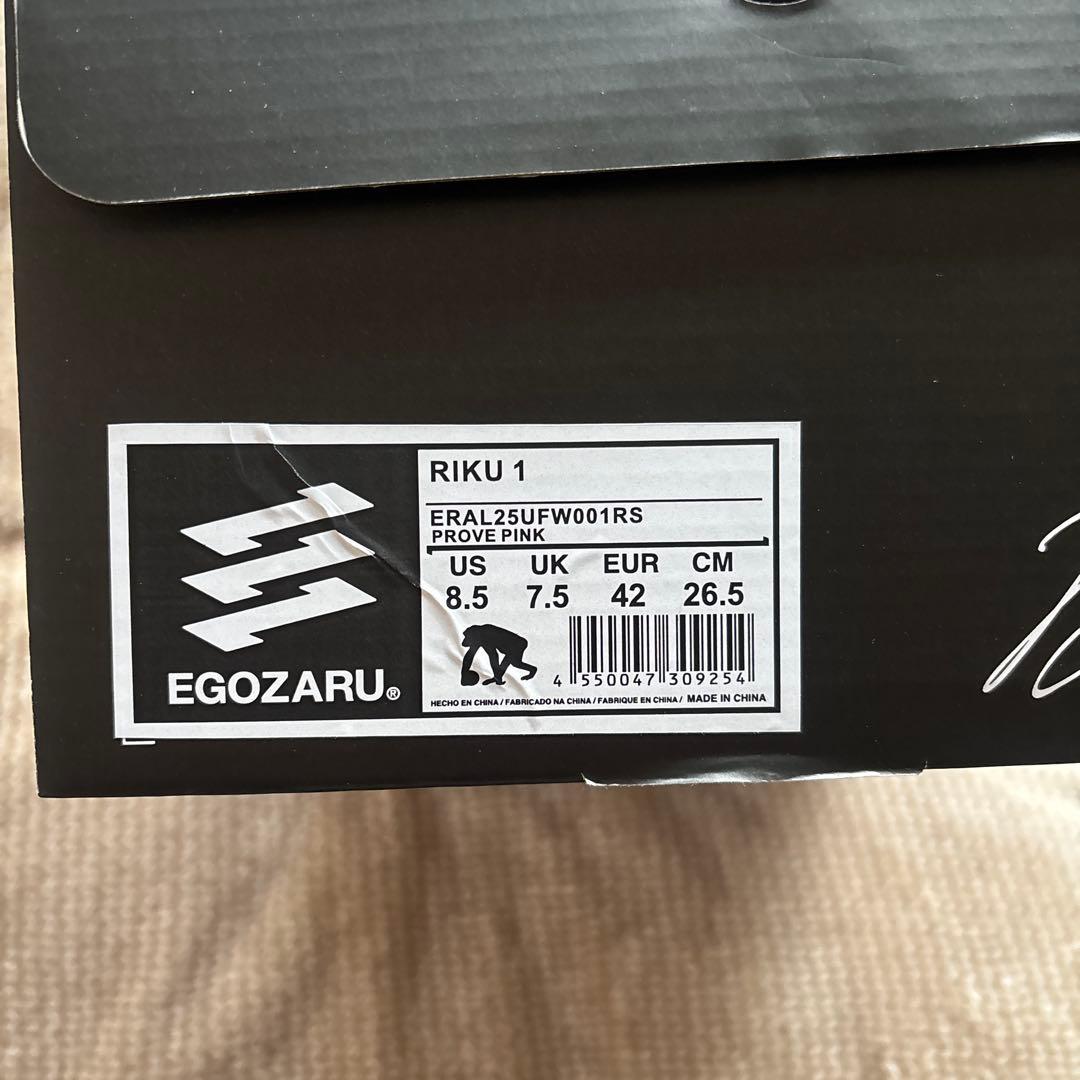 RIKU 1
ERAL25UFW001RS
PROVE PINK
US UK EUR CM
8.5 7.5 42 26.5
EGOZARU®
4 550047 309254
HECHO EN CHINA / FABRICADO NA CHINA / FABRIQUE EN CHINA / MADE IN CHINA